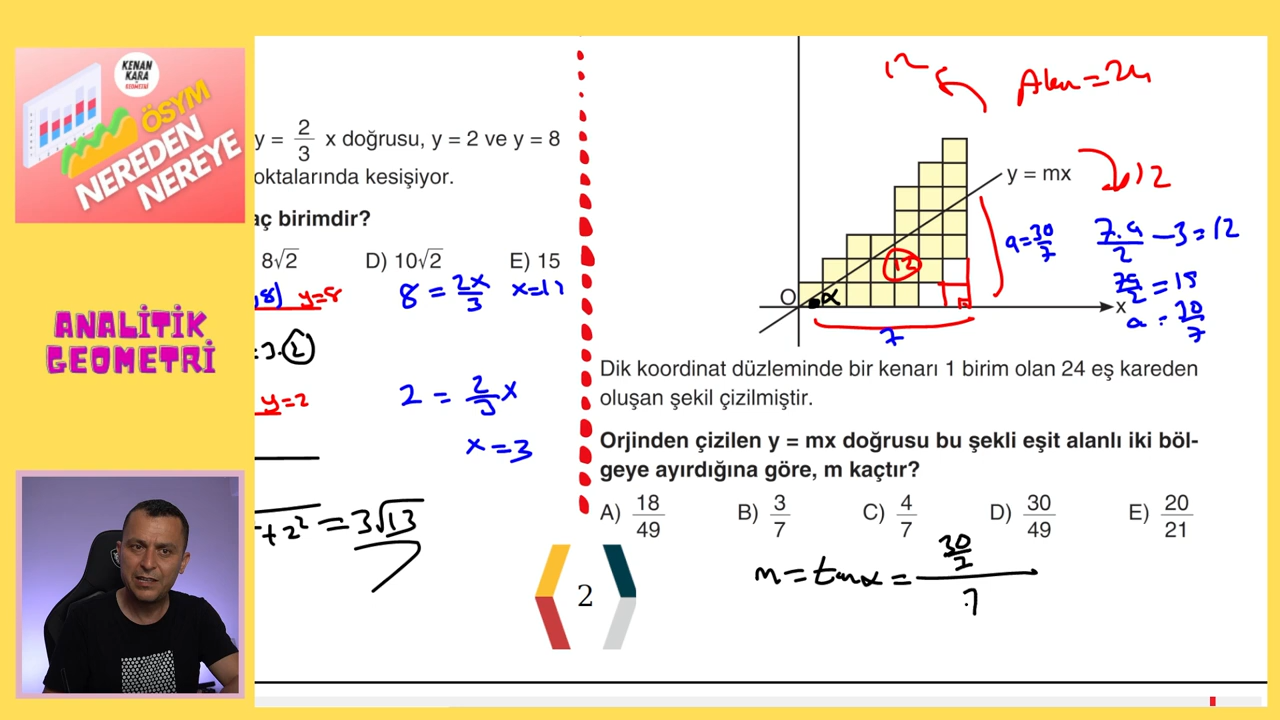 KENAN
KARA
ÖSYM
NEREDEN
NEREYE
ANALİTİK
GEOMETRİ
y = 2/3 x doğrusu, y = 2 ve y = 8
oktalarında kesişiyor.
aç birimdir?
8√2 D) 10√2 E) 15
8) y=8
8 = 2x/3
2 = 2/3 x
y=2
x=3
+2² = 3√13
2
12
Alan=24
y = mx
12
a=30/7
7.a/2 -3=12
7a/2 = 15
a = 30/7
12
O
α
x
7
Dik koordinat düzleminde bir kenarı 1 birim olan 24 eş kareden
oluşan şekil çizilmiştir.
Orjinden çizilen y = mx doğrusu bu şekli eşit alanlı iki böl-
geye ayırdığına göre, m kaçtır?
A) 18/49 B) 3/7 C) 4/7 D) 30/49 E) 20/21
m = tanα = 30/7 / 7